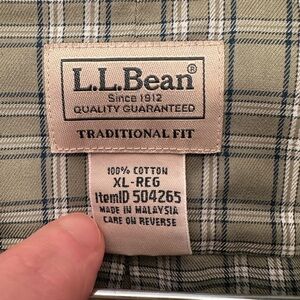 L.L.Bean®
Since 1912
QUALITY GUARANTEED
TRADITIONAL FIT
100% COTTON
XL-REG
ItemID 504265
MADE IN MALAYSIA
CARE ON REVERSE